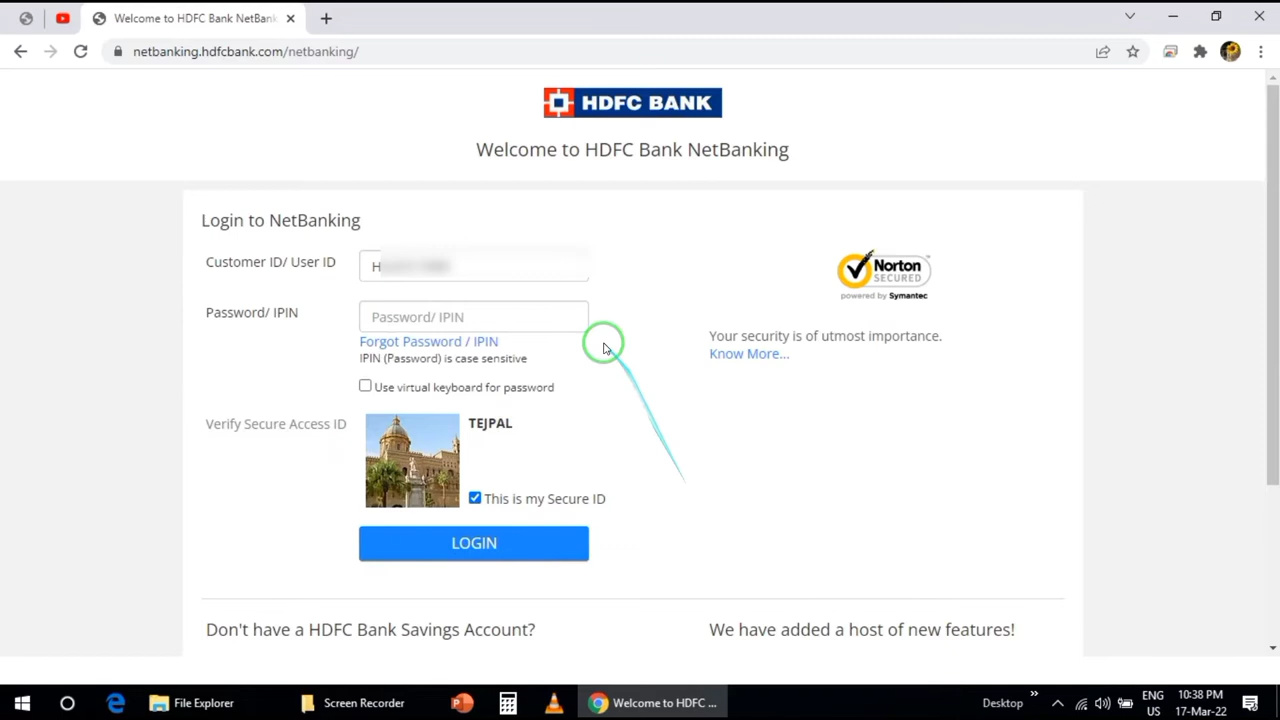 Welcome to HDFC Bank NetBank
netbanking.hdfcbank.com/netbanking/
HDFC BANK
Welcome to HDFC Bank NetBanking
Login to NetBanking
Customer ID/ User ID
H
Norton
SECURED
powered by Symantec
Password/ IPIN
Password/ IPIN
Forgot Password / IPIN
IPIN (Password) is case sensitive
Your security is of utmost importance.
Know More...
Use virtual keyboard for password
Verify Secure Access ID
TEJPAL
This is my Secure ID
LOGIN
Don't have a HDFC Bank Savings Account?
We have added a host of new features!
File Explorer
Screen Recorder
Welcome to HDFC ...
Desktop
ENG
US
10:38 PM
17-Mar-22